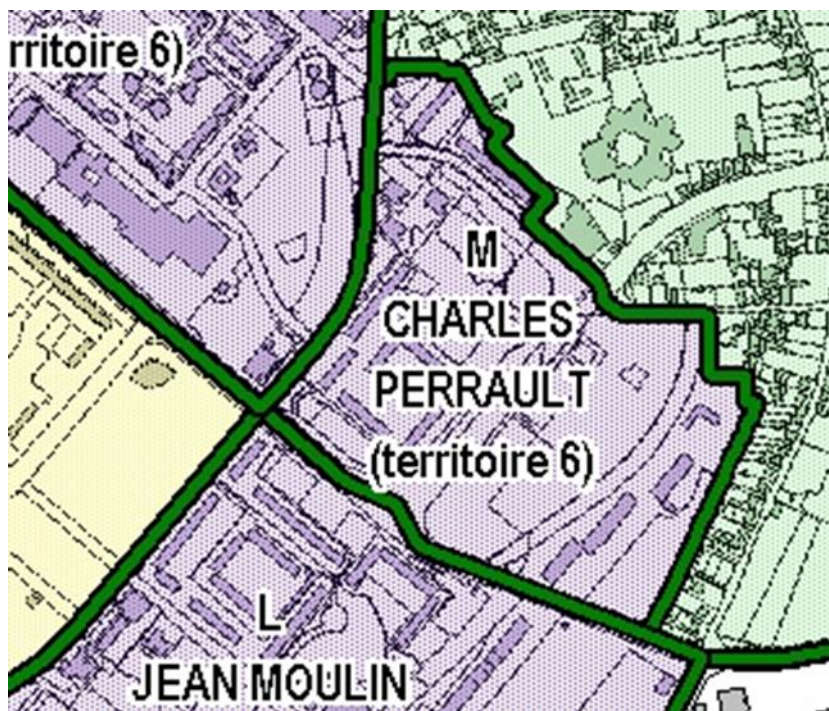 rritoire 6)
M
CHARLES
PERRAULT
(territoire 6)
L
JEAN MOULIN